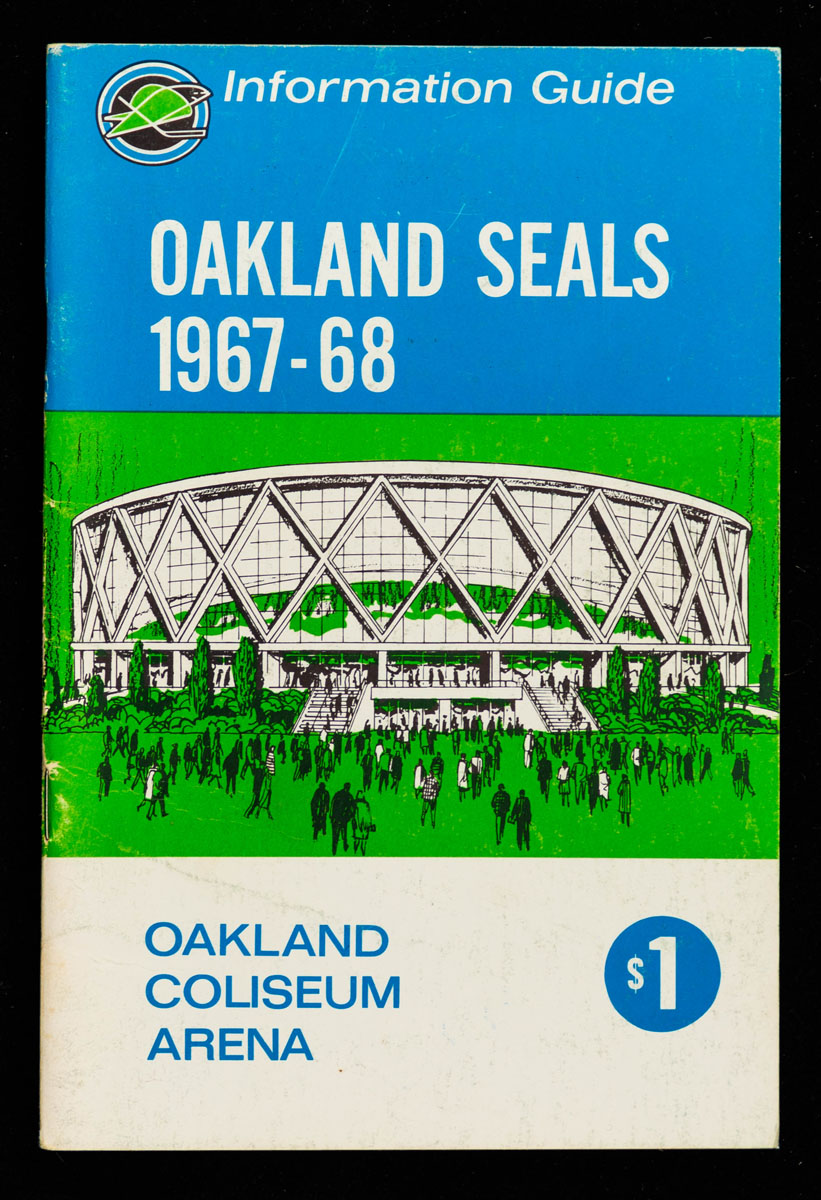 Information Guide
OAKLAND SEALS
1967-68
OAKLAND
COLISEUM
ARENA
$1